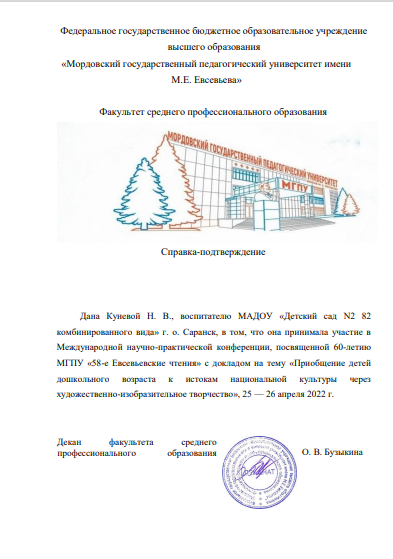 Федеральное государственное бюджетное образовательное учреждение
высшего образования
«Мордовский государственный педагогический университет имени
М.Е. Евсевьева»
Факультет среднего профессионального образования
МОРДОВСКИЙ ГОСУДАРСТВЕННЫЙ ПЕДАГОГИЧЕСКИЙ УНИВЕРСИТЕТ
МГПУ
Справка-подтверждение
Дана Куневой Н. В., воспитателю МАДОУ «Детский сад N2 82
комбинированного вида» г. о. Саранск, в том, что она принимала участие в
Международной научно-практической конференции, посвященной 60-летию
МГПУ «58-е Евсевьевские чтения» с докладом на тему «Приобщение детей
дошкольного возраста к истокам национальной культуры через
художественно-изобразительное творчество», 25 — 26 апреля 2022 г.
Декан факультета среднего
профессионального образования
О. В. Бузыкина